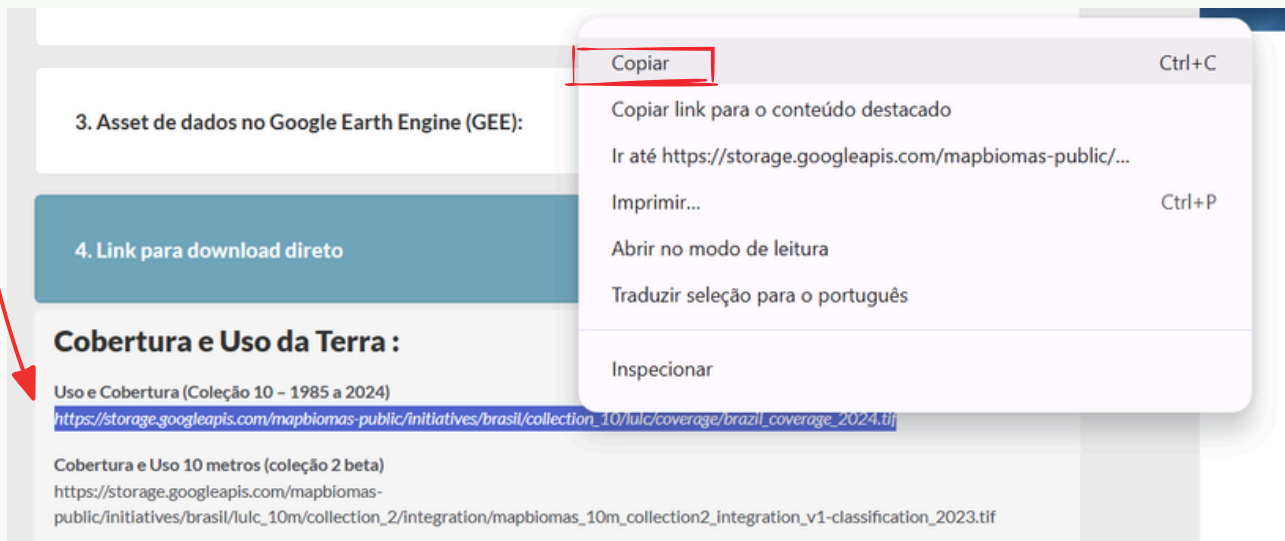 3. Asset de dados no Google Earth Engine (GEE):
4. Link para download direto
Cobertura e Uso da Terra :
Uso e Cobertura (Coleção 10 – 1985 a 2024)
https://storage.googleapis.com/mapbiomas-public/initiatives/brasil/collection_10/lulc/coverage/brazil_coverage_2024.tif
Cobertura e Uso 10 metros (coleção 2 beta)
https://storage.googleapis.com/mapbiomas-
public/initiatives/brasil/lulc_10m/collection_2/integration/mapbiomas_10m_collection2_integration_v1-classification_2023.tif
Copiar Ctrl+C
Copiar link para o conteúdo destacado
Ir até https://storage.googleapis.com/mapbiomas-public/...
Imprimir... Ctrl+P
Abrir no modo de leitura
Traduzir seleção para o português
Inspecionar